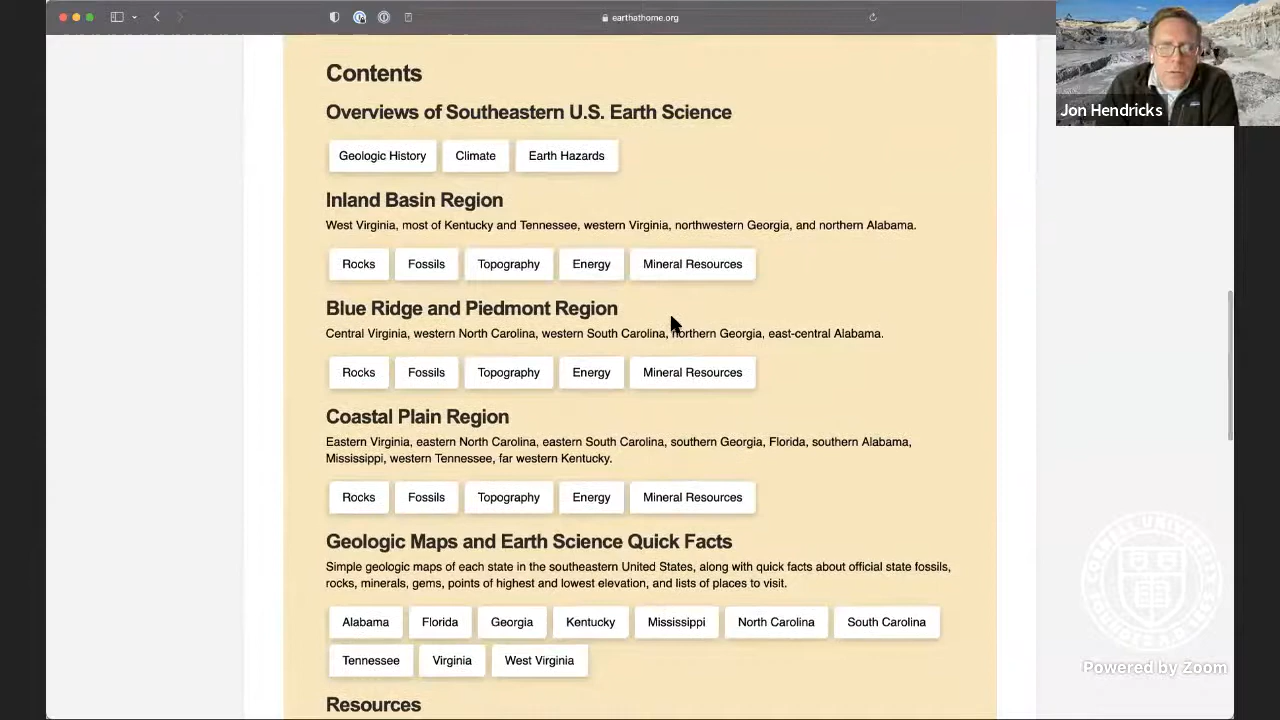 earthathome.org
Jon Hendricks
Contents
Overviews of Southeastern U.S. Earth Science
Geologic History
Climate
Earth Hazards
Inland Basin Region
West Virginia, most of Kentucky and Tennessee, western Virginia, northwestern Georgia, and northern Alabama.
Rocks
Fossils
Topography
Energy
Mineral Resources
Blue Ridge and Piedmont Region
Central Virginia, western North Carolina, western South Carolina, northern Georgia, east-central Alabama.
Rocks
Fossils
Topography
Energy
Mineral Resources
Coastal Plain Region
Eastern Virginia, eastern North Carolina, eastern South Carolina, southern Georgia, Florida, southern Alabama,
Mississippi, western Tennessee, far western Kentucky.
Rocks
Fossils
Topography
Energy
Mineral Resources
Geologic Maps and Earth Science Quick Facts
Simple geologic maps of each state in the southeastern United States, along with quick facts about official state fossils,
rocks, minerals, gems, points of highest and lowest elevation, and lists of places to visit.
Alabama
Florida
Georgia
Kentucky
Mississippi
North Carolina
South Carolina
Tennessee
Virginia
West Virginia
Resources
Powered by Zoom